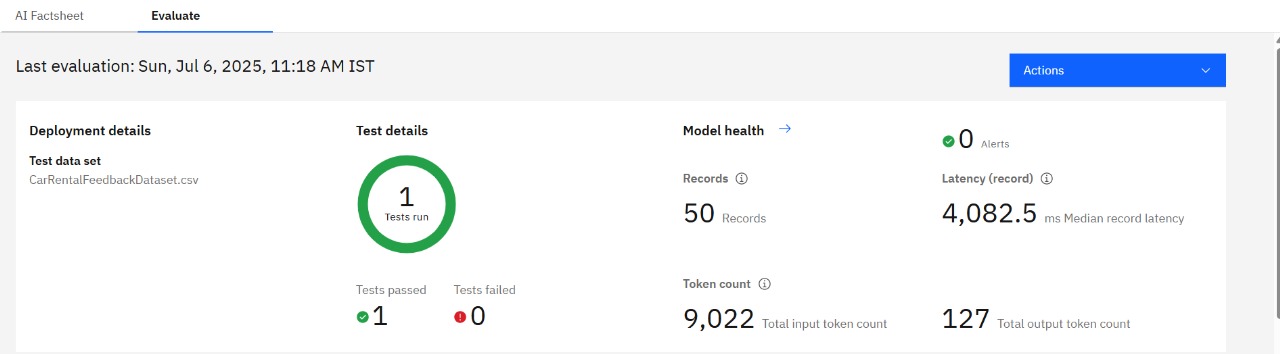 AI Factsheet
Evaluate
Last evaluation: Sun, Jul 6, 2025, 11:18 AM IST
Actions
Deployment details
Test data set
CarRentalFeedbackDataset.csv
Test details
1
Tests run
Tests passed
1
Tests failed
0
Model health
0 Alerts
Records
50 Records
Latency (record)
4,082.5 ms Median record latency
Token count
9,022 Total input token count
127 Total output token count